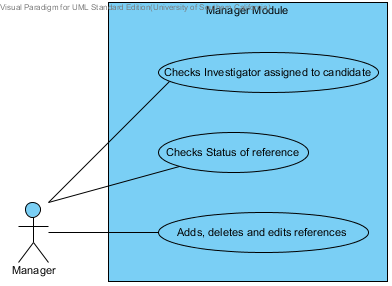 Visual Paradigm for UML Standard Edition(University of
Manager Module
Checks Investigator assigned to candidate
Checks Status of reference
Adds, deletes and edits references
Manager